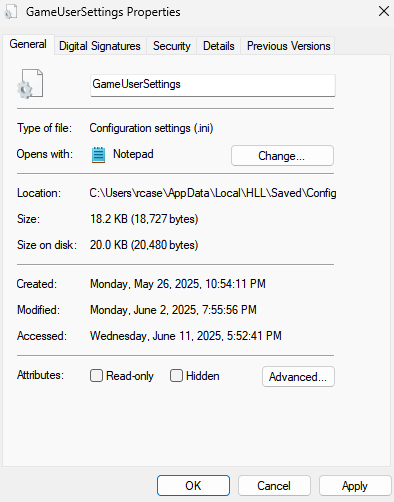 GameUserSettings Properties
General Digital Signatures Security Details Previous Versions
GameUserSettings
Type of file: Configuration settings (.ini)
Opens with: Notepad Change...
Location: C:\Users\rcase\AppData\Local\HLL\Saved\Config
Size: 18.2 KB (18,727 bytes)
Size on disk: 20.0 KB (20,480 bytes)
Created: Monday, May 26, 2025, 10:54:11 PM
Modified: Monday, June 2, 2025, 7:55:56 PM
Accessed: Wednesday, June 11, 2025, 5:52:41 PM
Attributes: Read-only Hidden Advanced...
OK Cancel Apply